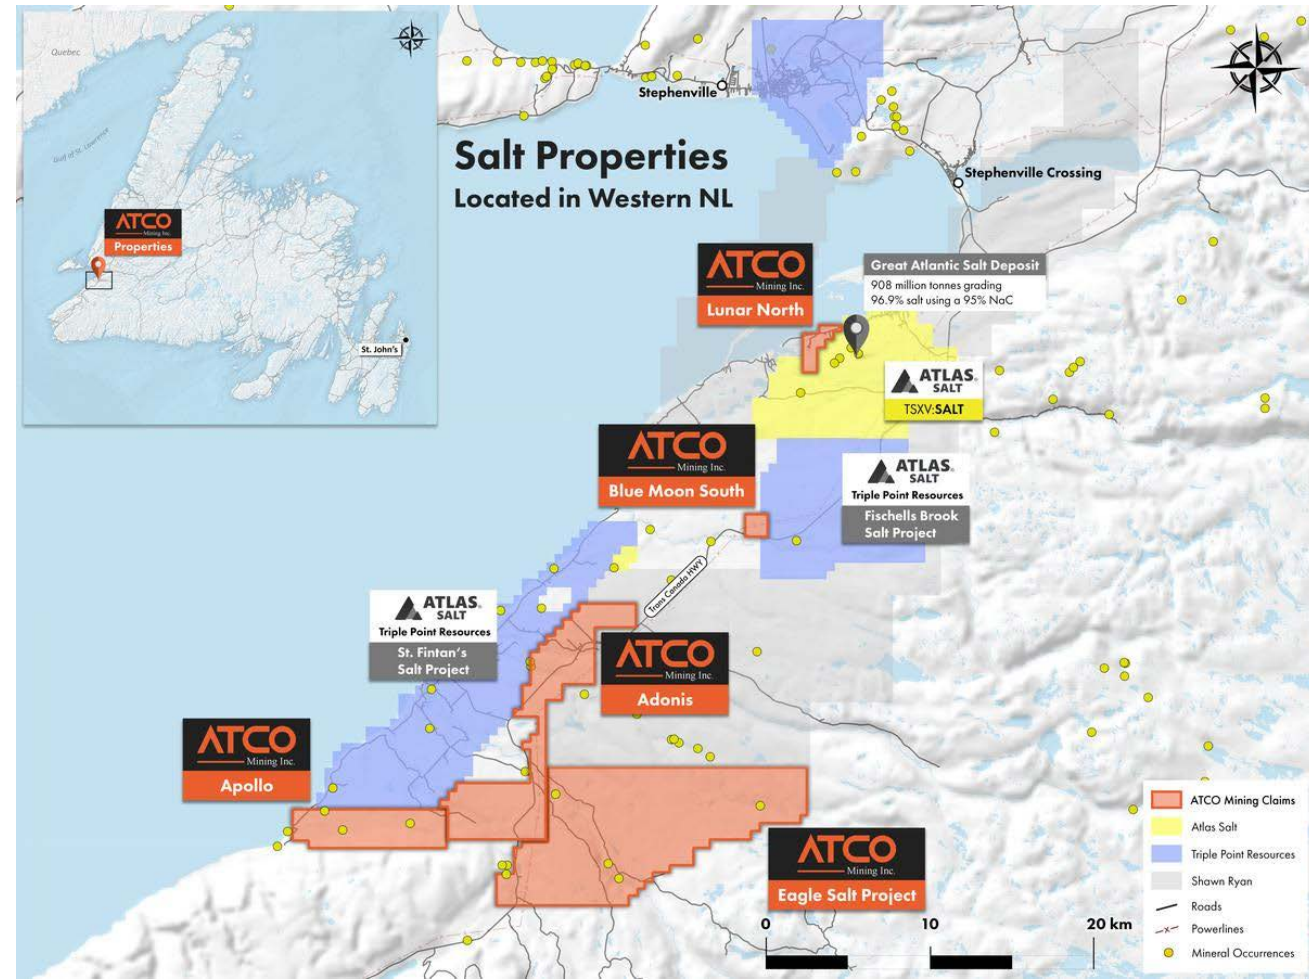 Quebec
Gulf of St. Lawrence
ATCO
Mining Inc.
Properties
St. John's
Salt Properties
Located in Western NL
Stephenville
Stephenville Crossing
ATCO
Mining Inc.
Lunar North
Great Atlantic Salt Deposit
908 million tonnes grading
96.9% salt using a 95% NaC
ATLAS
SALT
TSXV:SALT
ATCO
Mining Inc.
Blue Moon South
ATLAS
SALT
Triple Point Resources
Fischells Brook
Salt Project
Trans Canada HWY
ATLAS
SALT
Triple Point Resources
St. Fintan's
Salt Project
ATCO
Mining Inc.
Adonis
ATCO
Mining Inc.
Apollo
ATCO
Mining Inc.
Eagle Salt Project
ATCO Mining Claims
Atlas Salt
Triple Point Resources
Shawn Ryan
Roads
Powerlines
Mineral Occurrences
0 10 20 km